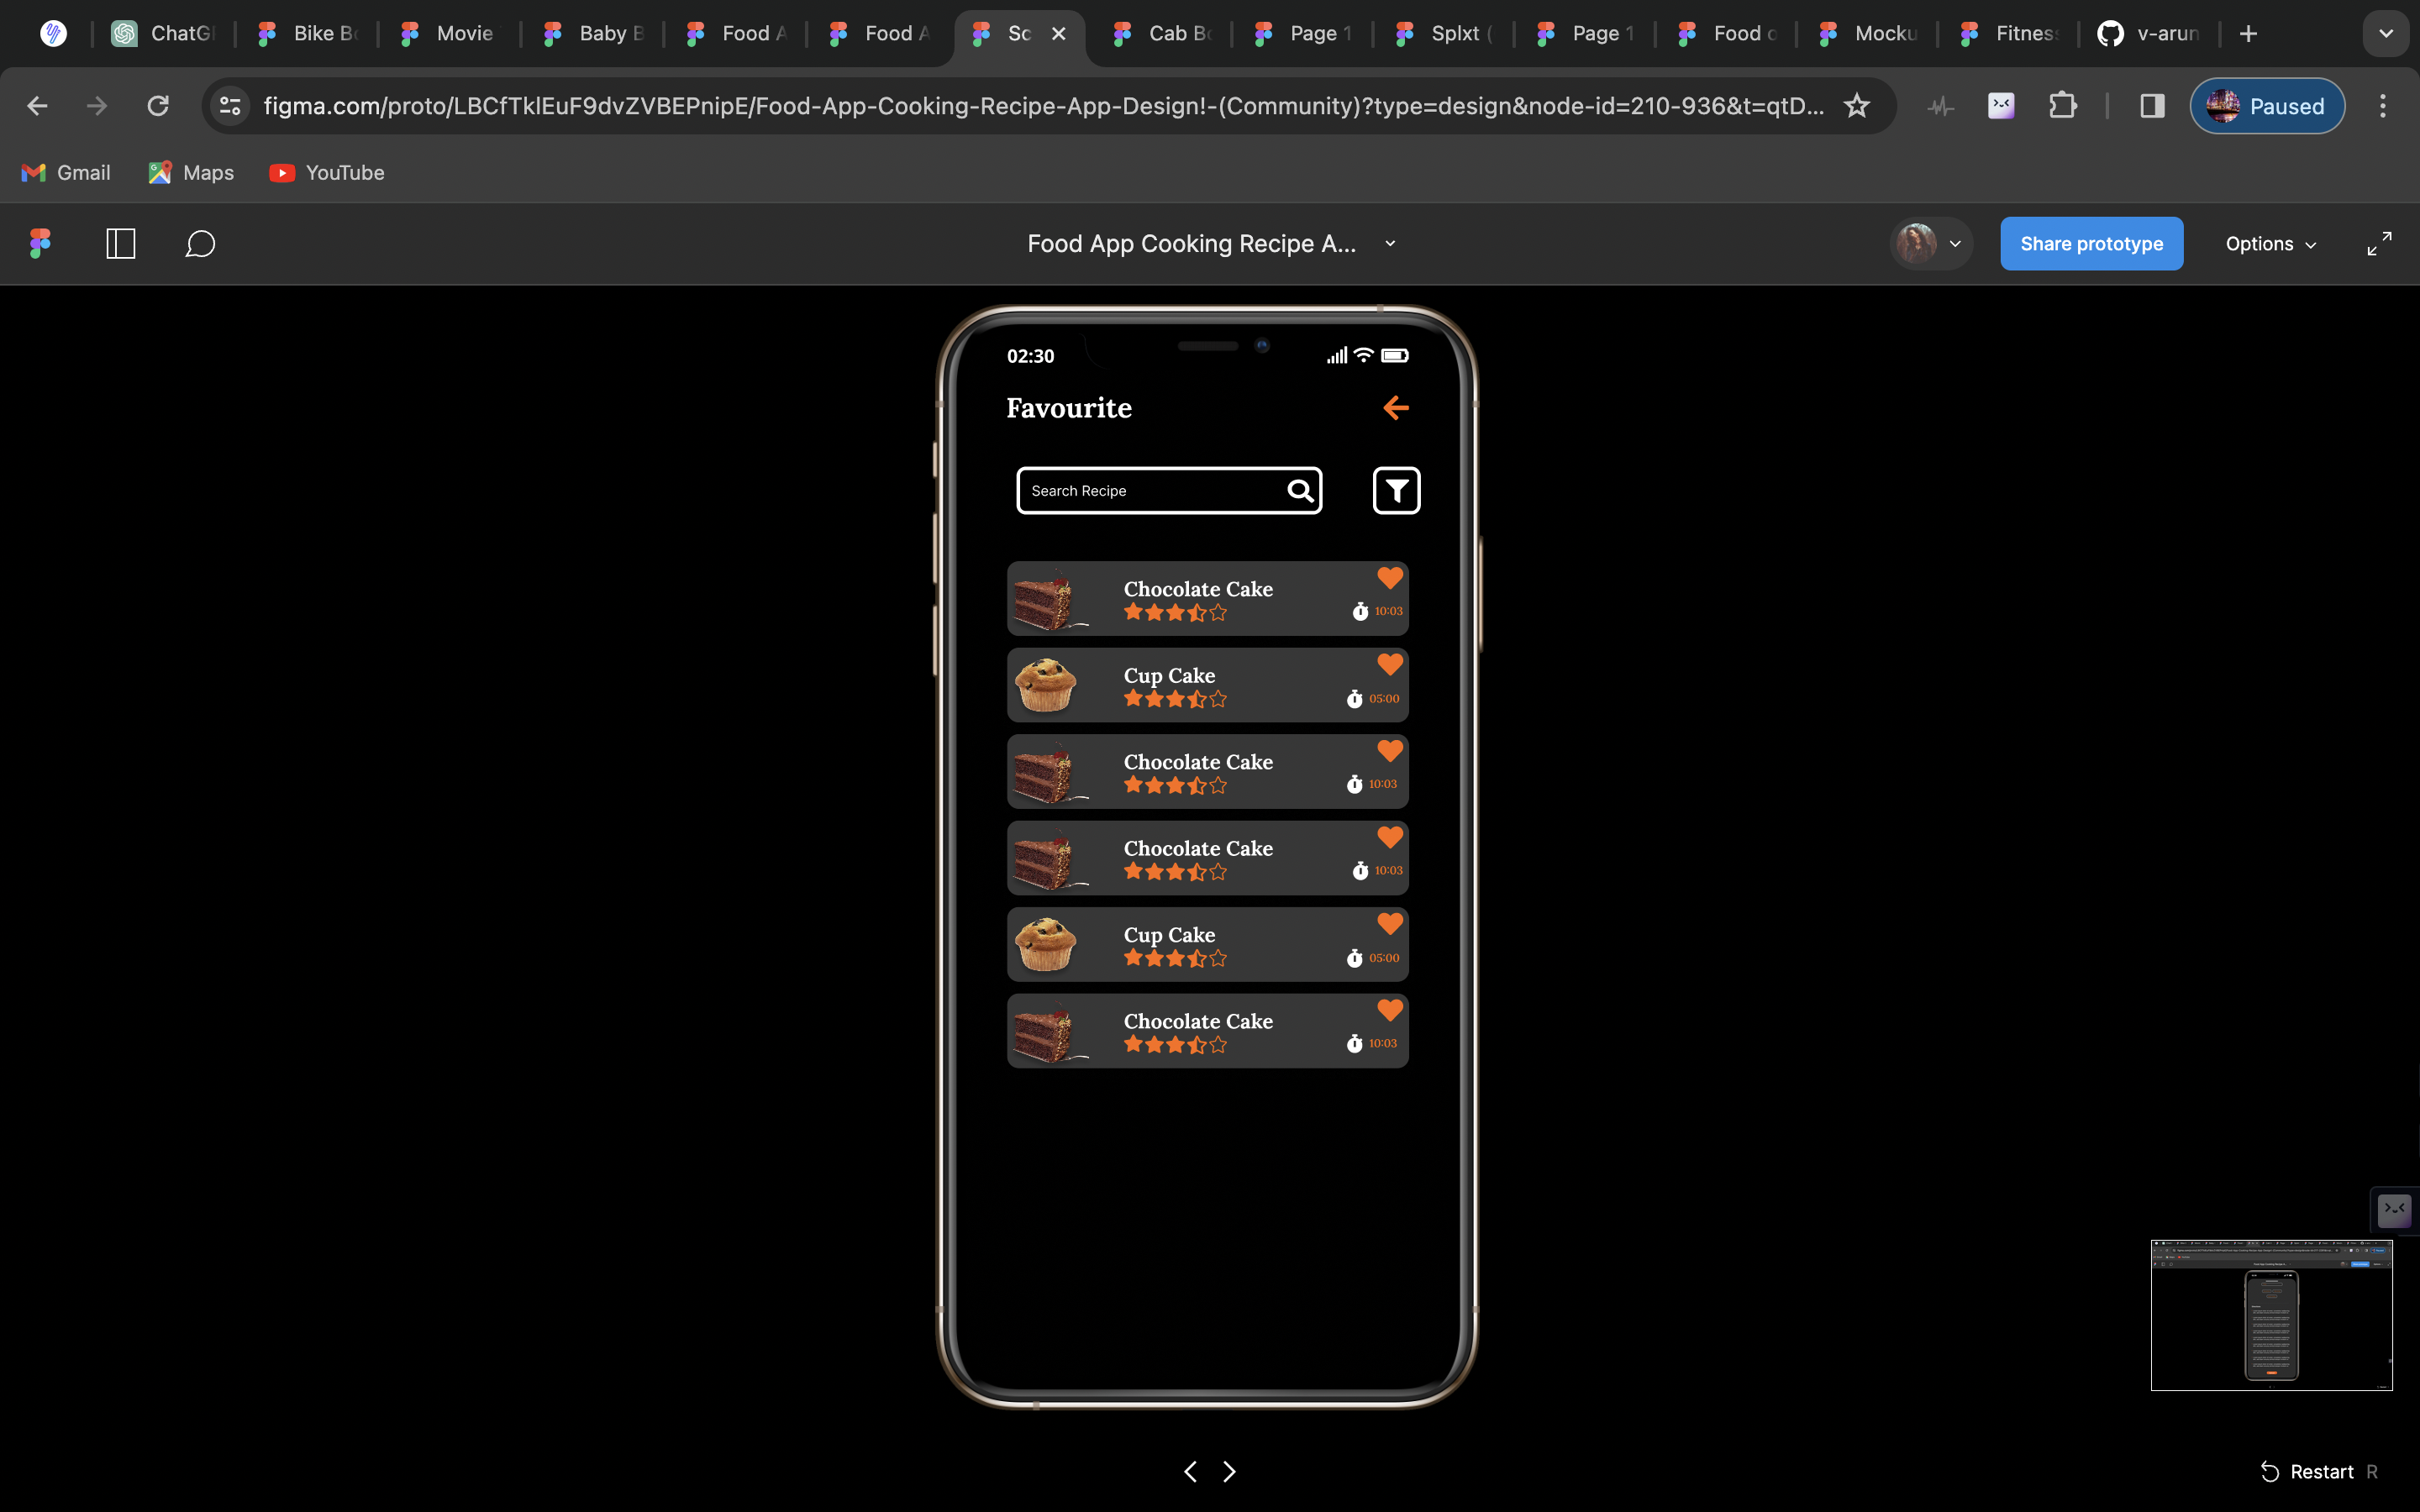 ChatG
Bike Bo
Movie
Baby B
Food A
Food A
Sc
Cab Bo
Page 1
Splxt (
Page 1
Food o
Mocku
Fitness
v-arun
figma.com/proto/LBCfTklEuF9dvZVBEPnipE/Food-App-Cooking-Recipe-App-Design!-(Community)?type=design&node-id=210-936&t=qtD...
Paused
Gmail
Maps
YouTube
Food App Cooking Recipe A...
Share prototype
Options
02:30
Favourite
Search Recipe
Chocolate Cake
10:03
Cup Cake
05:00
Chocolate Cake
10:03
Chocolate Cake
10:03
Cup Cake
05:00
Chocolate Cake
10:03
Restart R